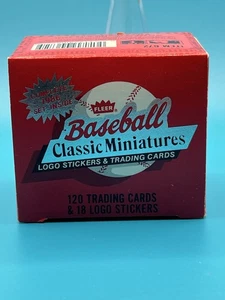 FLEER
Baseball
Classic Miniatures
LOGO STICKERS & TRADING CARDS
120 TRADING CARDS
& 18 LOGO STICKERS